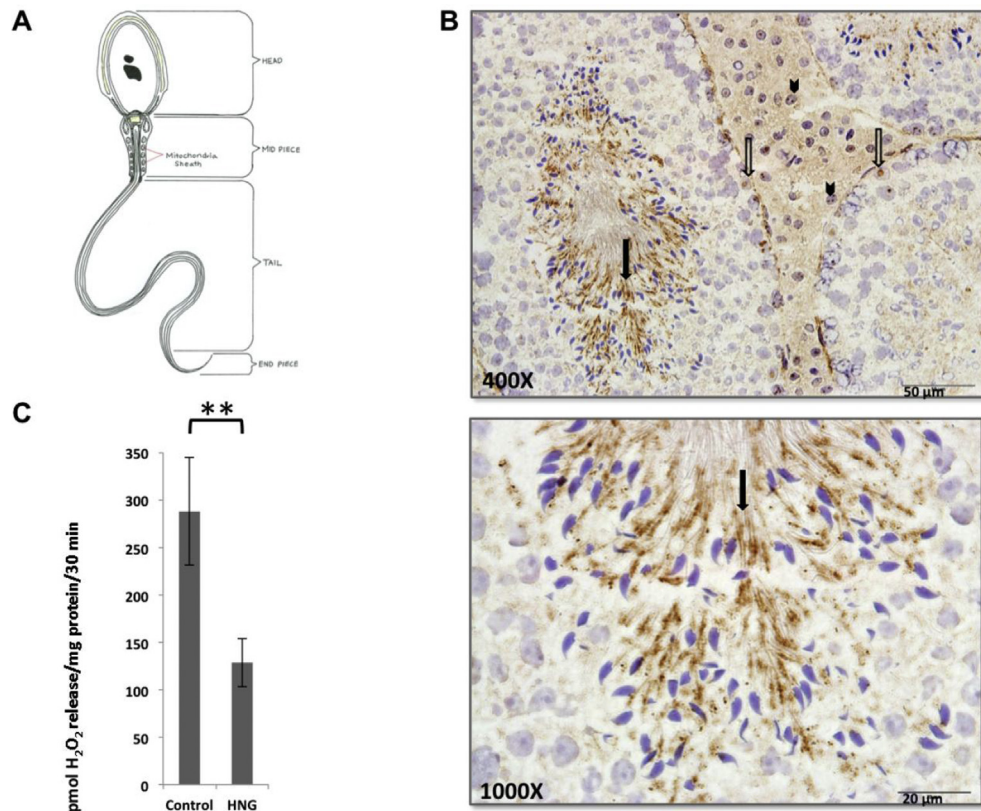 A
HEAD
MID PIECE
Mitochondria
Sheath
TAIL
END PIECE
B
400X
50 μm
1000X
20 μm
C
**
pmol H₂O₂ release/mg protein/30 min
350
300
250
200
150
100
50
0
Control HNG